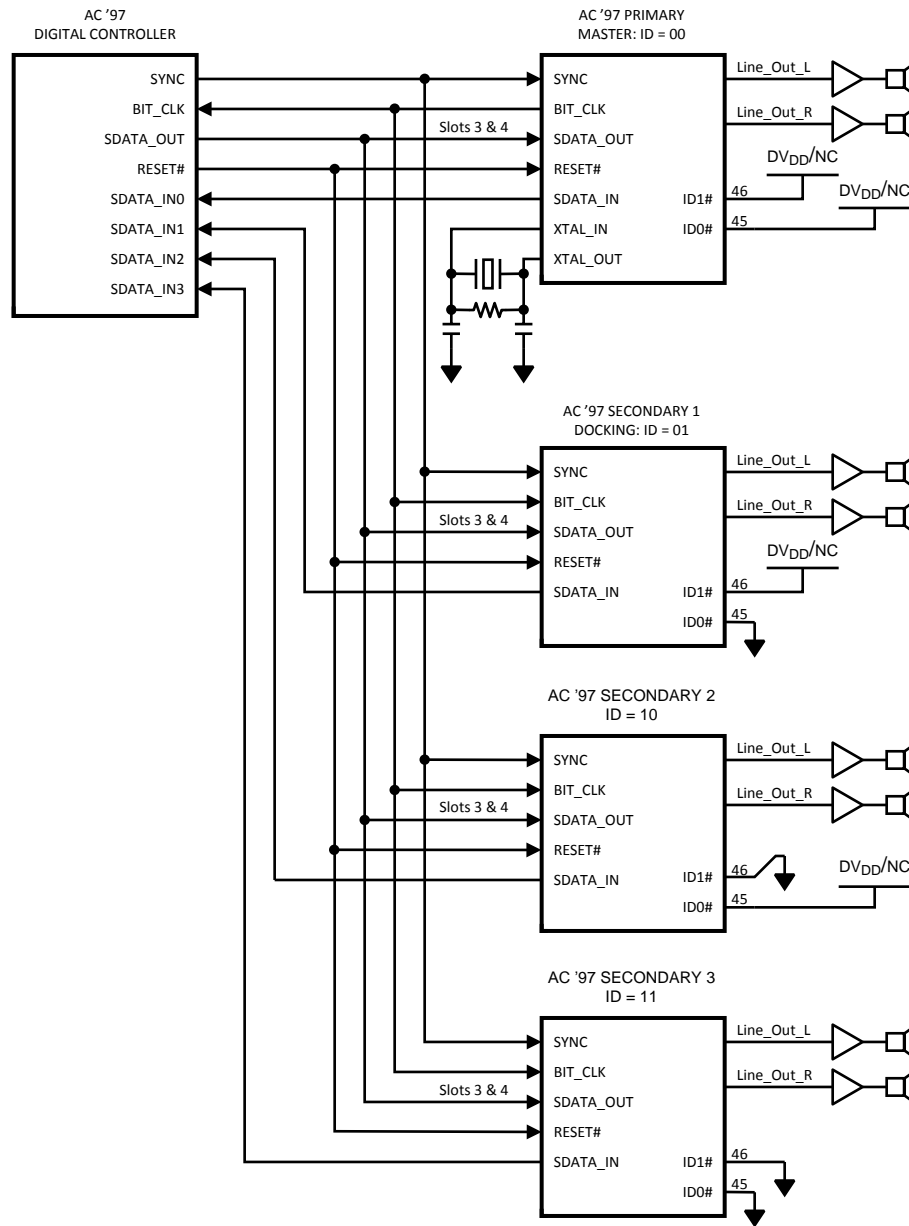 AC '97
DIGITAL CONTROLLER
SYNC
BIT_CLK
SDATA_OUT
RESET#
SDATA_IN0
SDATA_IN1
SDATA_IN2
SDATA_IN3
AC '97 PRIMARY
MASTER: ID = 00
SYNC
BIT_CLK
Slots 3 & 4
SDATA_OUT
RESET#
SDATA_IN
XTAL_IN
XTAL_OUT
Line_Out_L
Line_Out_R
DVDD/NC
ID1# 46
DVDD/NC
ID0# 45
AC '97 SECONDARY 1
DOCKING: ID = 01
SYNC
BIT_CLK
Slots 3 & 4
SDATA_OUT
RESET#
SDATA_IN
Line_Out_L
Line_Out_R
DVDD/NC
ID1# 46
ID0# 45
AC '97 SECONDARY 2
ID = 10
SYNC
BIT_CLK
Slots 3 & 4
SDATA_OUT
RESET#
SDATA_IN
Line_Out_L
Line_Out_R
ID1# 46
DVDD/NC
ID0# 45
AC '97 SECONDARY 3
ID = 11
SYNC
BIT_CLK
Slots 3 & 4
SDATA_OUT
RESET#
SDATA_IN
Line_Out_L
Line_Out_R
ID1# 46
ID0# 45